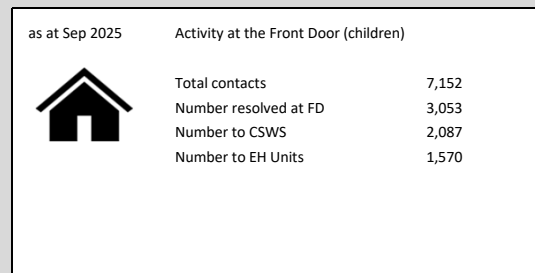 as at Sep 2025 Activity at the Front Door (children)
Total contacts 7,152
Number resolved at FD 3,053
Number to CSWS 2,087
Number to EH Units 1,570